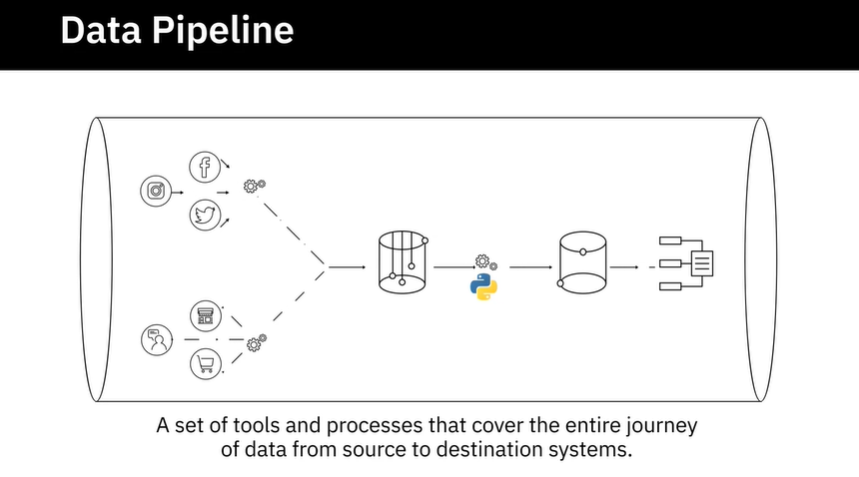 Data Pipeline
A set of tools and processes that cover the entire journey
of data from source to destination systems.